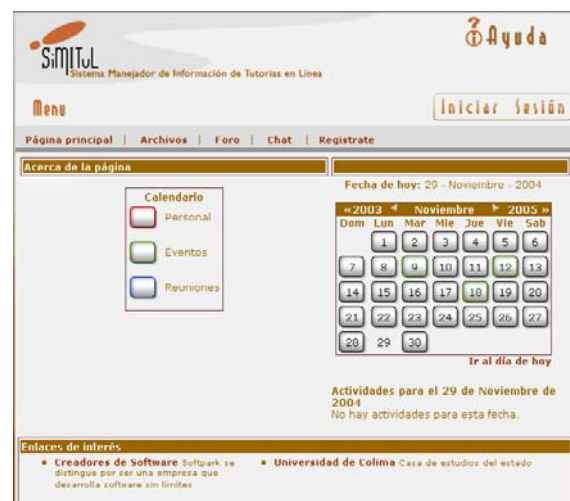 Ayuda
SiMITuL
Sistema Manejador de Información de Tutorias en Linea
Menu
Iniciar Sesión
Página principal | Archivos | Foro | Chat | Registrate
Acerca de la página
Calendario
Personal
Eventos
Reuniones
Fecha de hoy: 29 - Noviembre - 2004
«2003 Noviembre 2005 »
Dom Lun Mar Mie Jue Vie Sab
1 2 3 4 5 6
7 8 9 10 11 12 13
14 15 16 17 18 19 20
21 22 23 24 25 26 27
28 29 30
Ir al día de hoy
Actividades para el 29 de Noviembre de
2004
No hay actividades para esta fecha.
Enlaces de interés
Creadores de Software Softpark se
distingue por ser una empresa que
desarrolla software sin límites
Universidad de Colima Casa de estudios del estado